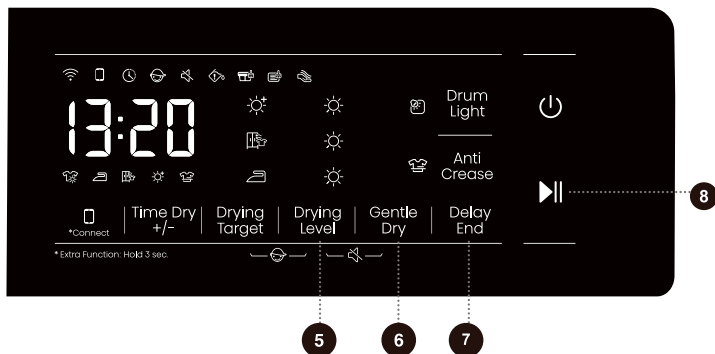 13:20
Drum
Light
Anti
Crease
*Connect
Time Dry
+/-
Drying
Target
Drying
Level
Gentle
Dry
Delay
End
* Extra Function: Hold 3 sec.
8
5
6
7